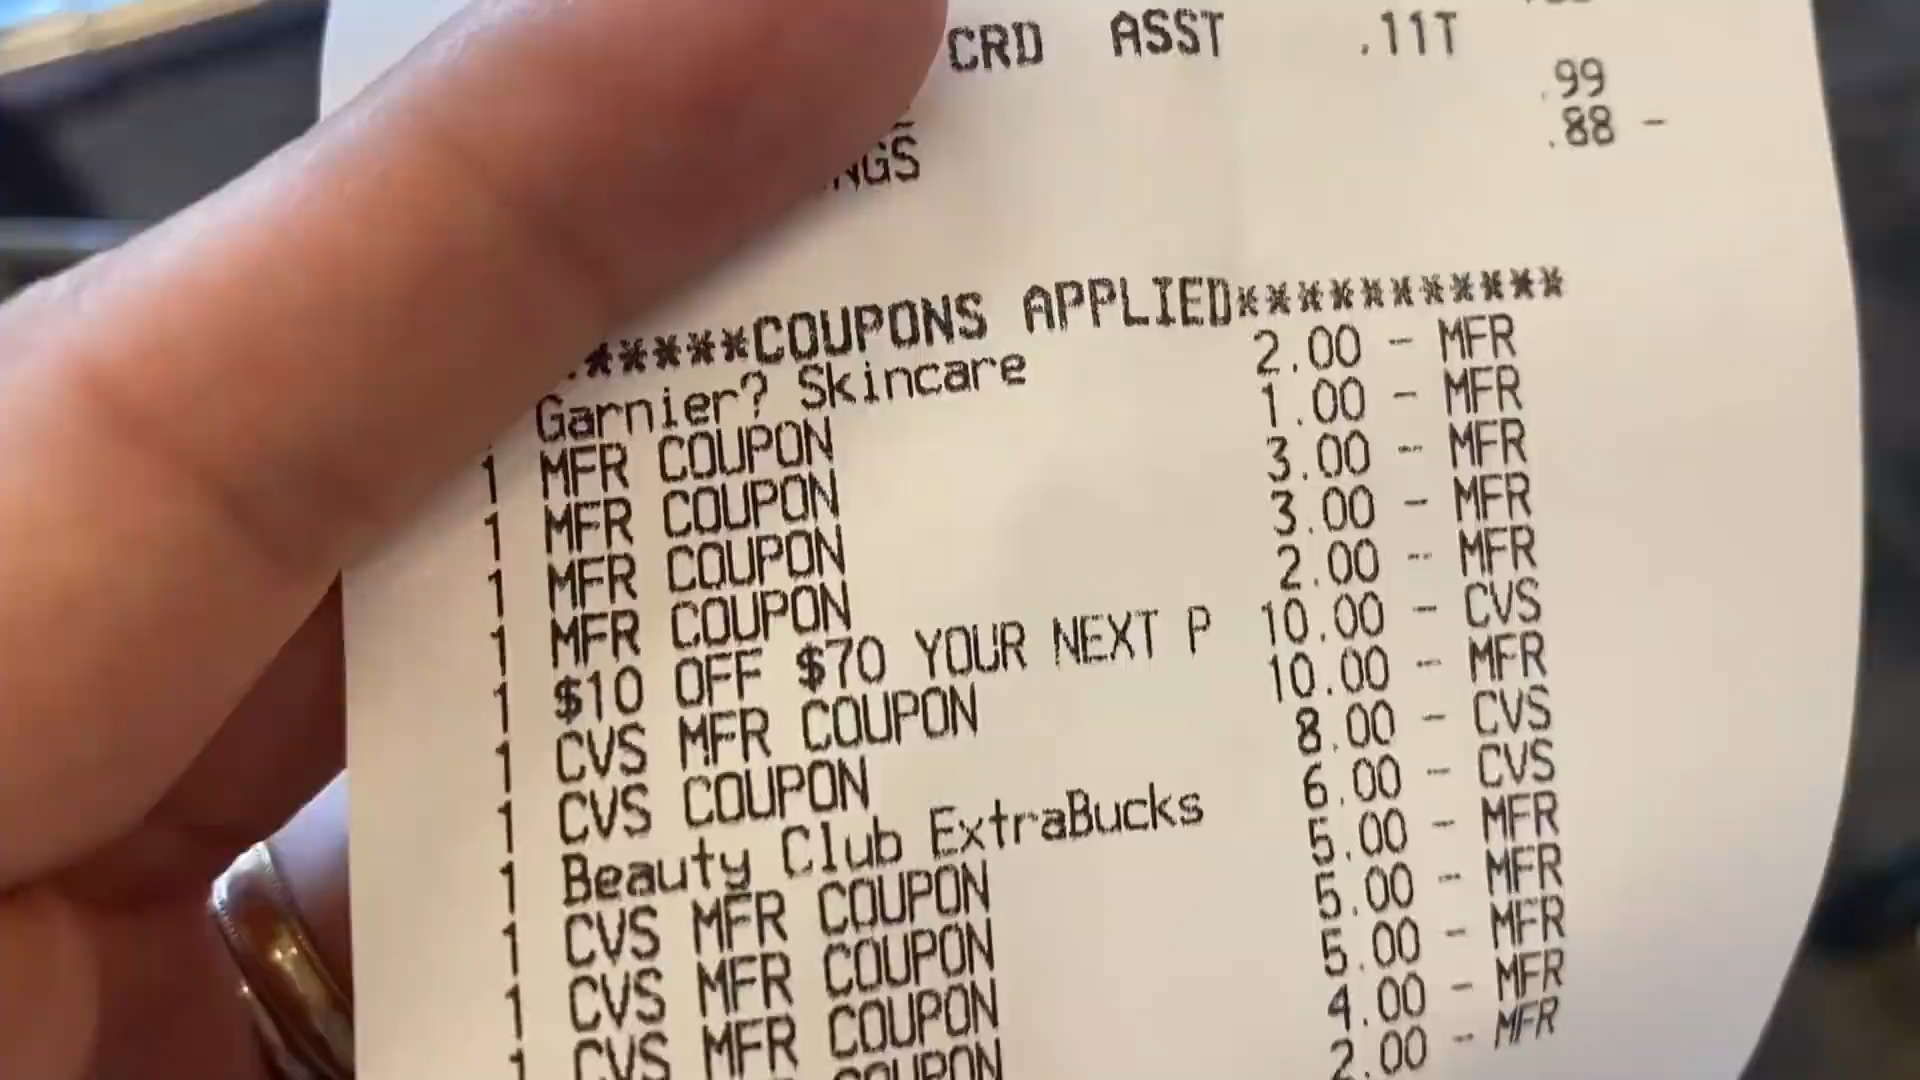 CRD ASST .11T
.99
NGS .88 -
*****COUPONS APPLIED***********
Garnier? Skincare 2.00 - MFR
1 MFR COUPON 1.00 - MFR
1 MFR COUPON 3.00 - MFR
1 MFR COUPON 3.00 - MFR
1 MFR COUPON 2.00 - MFR
1 $10 OFF $70 YOUR NEXT P 10.00 - CVS
1 CVS MFR COUPON 10.00 - MFR
1 CVS COUPON 8.00 - CVS
1 Beauty Club ExtraBucks 6.00 - CVS
1 CVS MFR COUPON 5.00 - MFR
1 CVS MFR COUPON 5.00 - MFR
1 CVS MFR COUPON 5.00 - MFR
COUPON 4.00 - MFR
2.00 - MFR